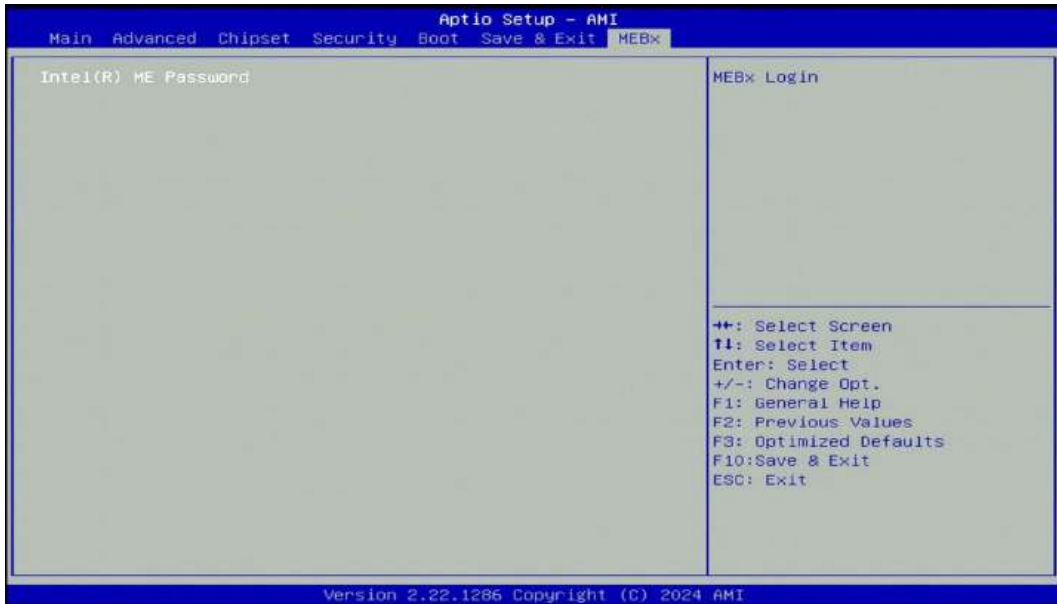 Aptio Setup – AMI
Main Advanced Chipset Security Boot Save & Exit MEBx
Intel(R) ME Password
MEBx Login
→←: Select Screen
↑↓: Select Item
Enter: Select
+/-: Change Opt.
F1: General Help
F2: Previous Values
F3: Optimized Defaults
F10:Save & Exit
ESC: Exit
Version 2.22.1286 Copyright (C) 2024 AMI